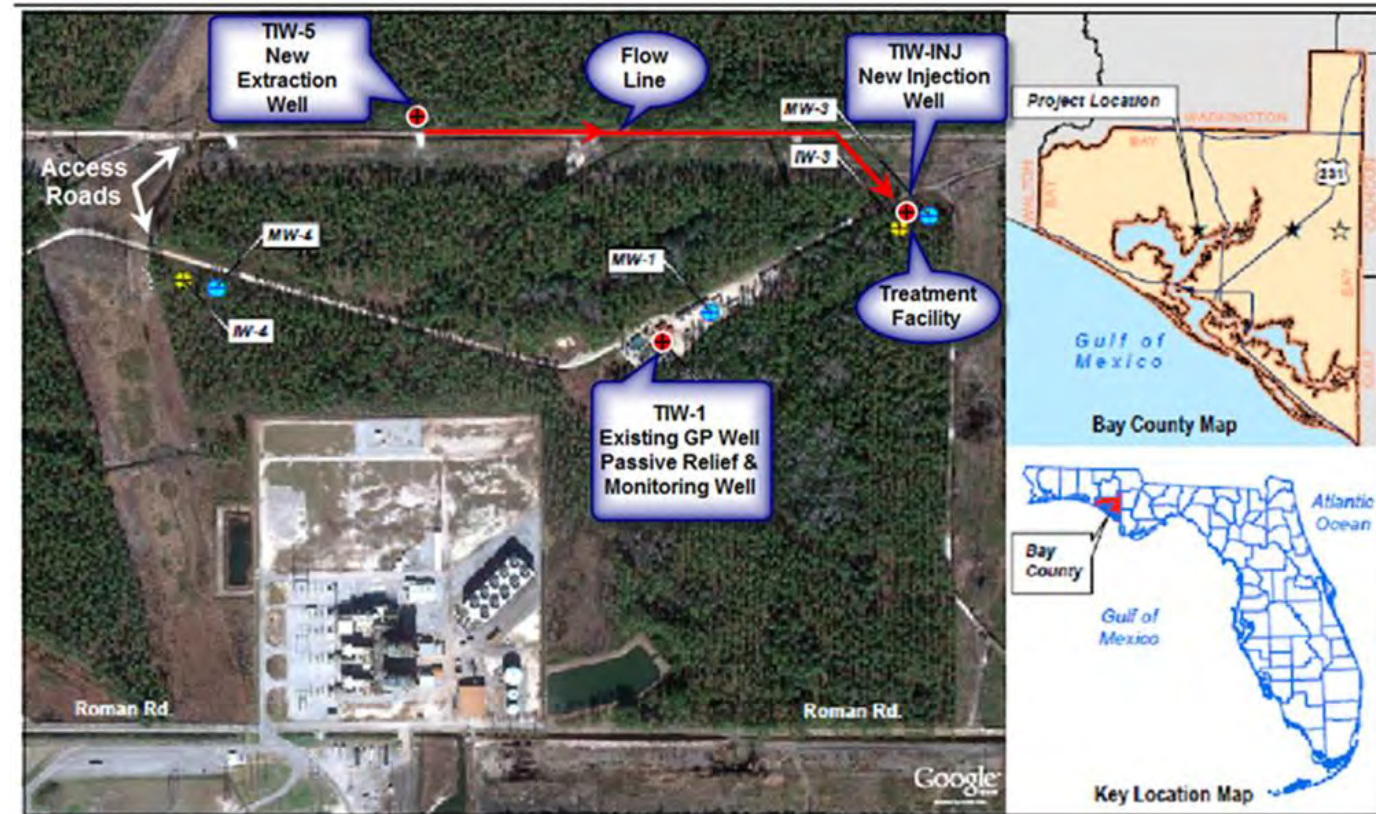 TIW-5
New
Extraction
Well
Flow
Line
TIW-INJ
New Injection
Well
MW-3
IW-3
Access
Roads
MW-4
IW-4
MW-1
Treatment
Facility
TIW-1
Existing GP Well
Passive Relief &
Monitoring Well
Roman Rd.
Roman Rd.
Google
Project Location
WASHINGTON
BAY
WALTON
BAY
231
CALHOUN
BAY
GULF
Gulf of
Mexico
Bay County Map
Atlantic
Ocean
Bay
County
Gulf of
Mexico
Key Location Map